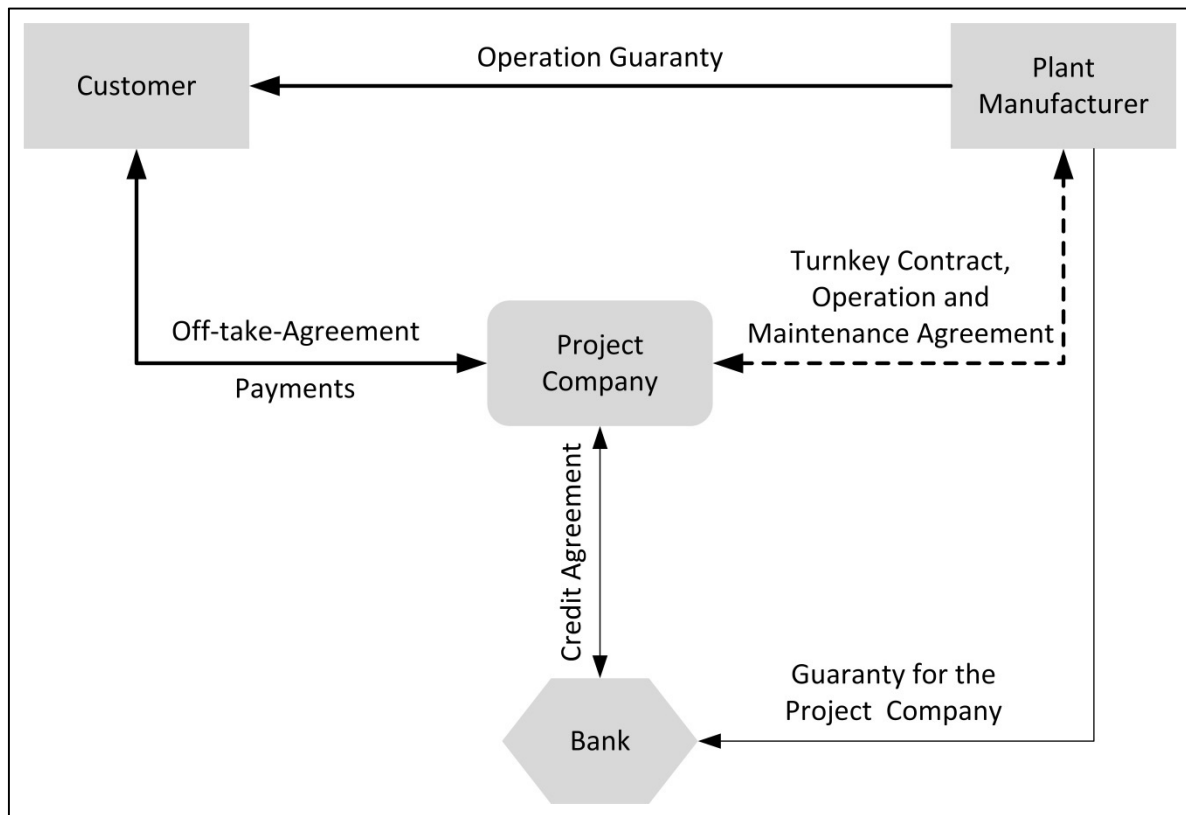 Operation Guaranty
Customer
Plant
Manufacturer
Turnkey Contract,
Operation and
Maintenance Agreement
Off-take-Agreement
Payments
Project
Company
Credit Agreement
Guaranty for the
Project Company
Bank